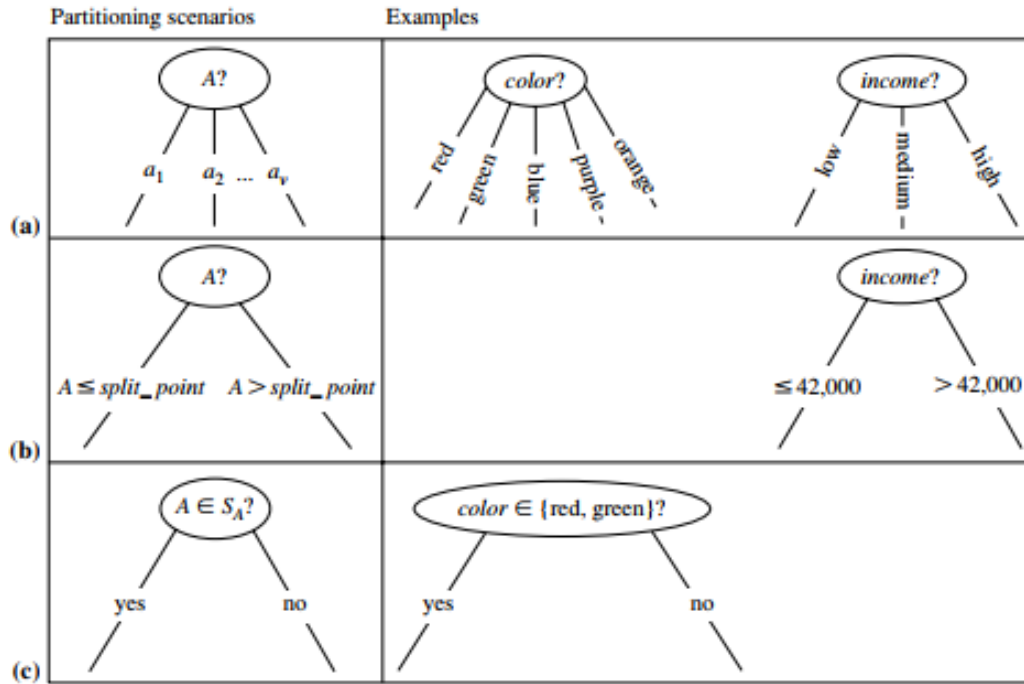 Partitioning scenarios Examples
A? color? income?
a1 a2 ... av red green blue purple orange low medium high
(a)
A? income?
A ≤ split_point A > split_point ≤ 42,000 > 42,000
(b)
A ∈ SA? color ∈ {red, green}?
yes no yes no
(c)